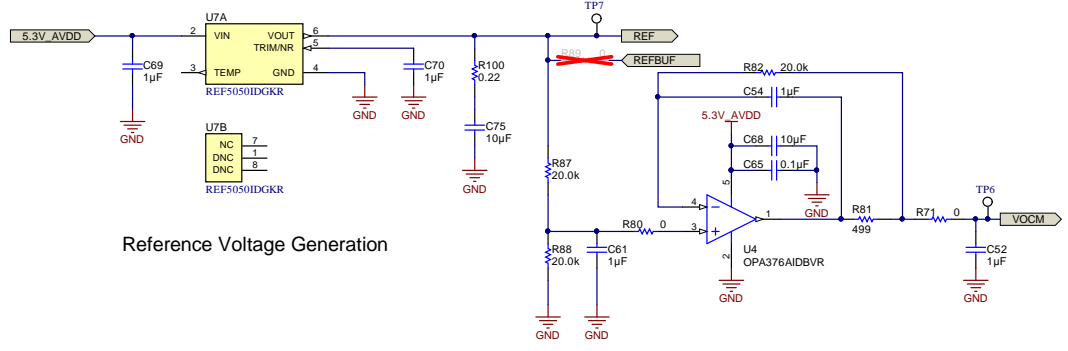 TP7
U7A
5.3V_AVDD
2
VIN
VOUT
6
REF
TRIM/NR
5
R89
0
REFBUF
C69
1µF
3
TEMP
GND
4
C70
1µF
R100
0.22
R82
20.0k
REF5050IDGKR
C54
1µF
GND
GND
GND
5.3V_AVDD
U7B
C75
10µF
C68
10µF
NC
7
DNC
1
DNC
8
REF5050IDGKR
GND
R87
20.0k
C65
0.1µF
5
GND
TP6
4
1
R81
499
R71
0
VOCM
Reference Voltage Generation
R80
0
3
R88
20.0k
C61
1µF
2
U4
OPA376AIDBVR
C52
1µF
GND
GND
GND
GND